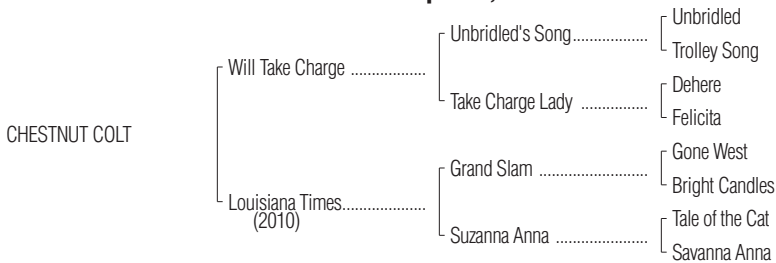 Unbridled
Unbridled's Song
Trolley Song
Will Take Charge
Dehere
Take Charge Lady
Felicita
CHESTNUT COLT
Gone West
Grand Slam
Bright Candles
Louisiana Times
(2010)
Tale of the Cat
Suzanna Anna
Savanna Anna